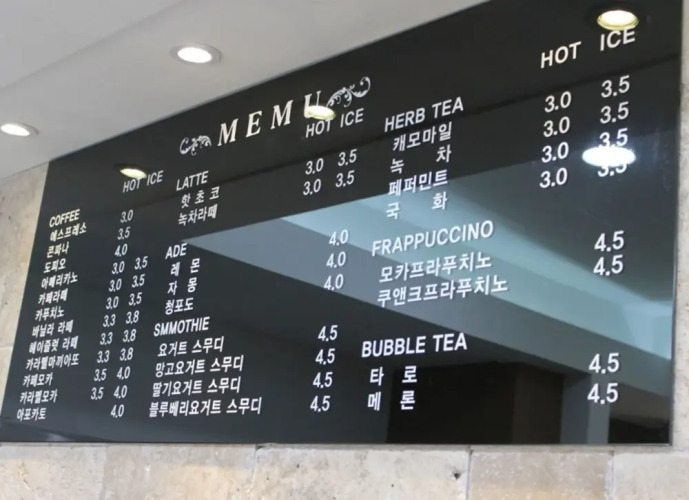 MEMU
HOT ICE
COFFEE
에스프레소 3.0
콘파나 3.5
도피오 4.0
아메리카노 3.0 3.5
카페라떼 3.0 3.5
카푸치노 3.0 3.5
바닐라 라떼 3.3 3.8
헤이즐럿 라떼 3.3 3.8
카라멜마끼아또 3.3 3.8
카페모카 3.5 4.0
카라멜모카 3.5 4.0
아포카토 4.0
HOT ICE
LATTE
핫 초 코 3.0 3.5
녹차라떼 3.0 3.5
ADE
레 몬 4.0
자 몽 4.0
청포도 4.0
SMMOTHIE
요거트 스무디 4.5
망고요거트 스무디 4.5
딸기요거트 스무디 4.5
블루베리요거트 스무디 4.5
HOT ICE
HERB TEA
캐모마일 3.0 3.5
녹 차 3.0 3.5
페퍼민트 3.0 3.5
국 화 3.0 3.5
FRAPPUCCINO
모카프라푸치노 4.5
쿠앤크프라푸치노 4.5
BUBBLE TEA
타 로 4.5
메 론 4.5